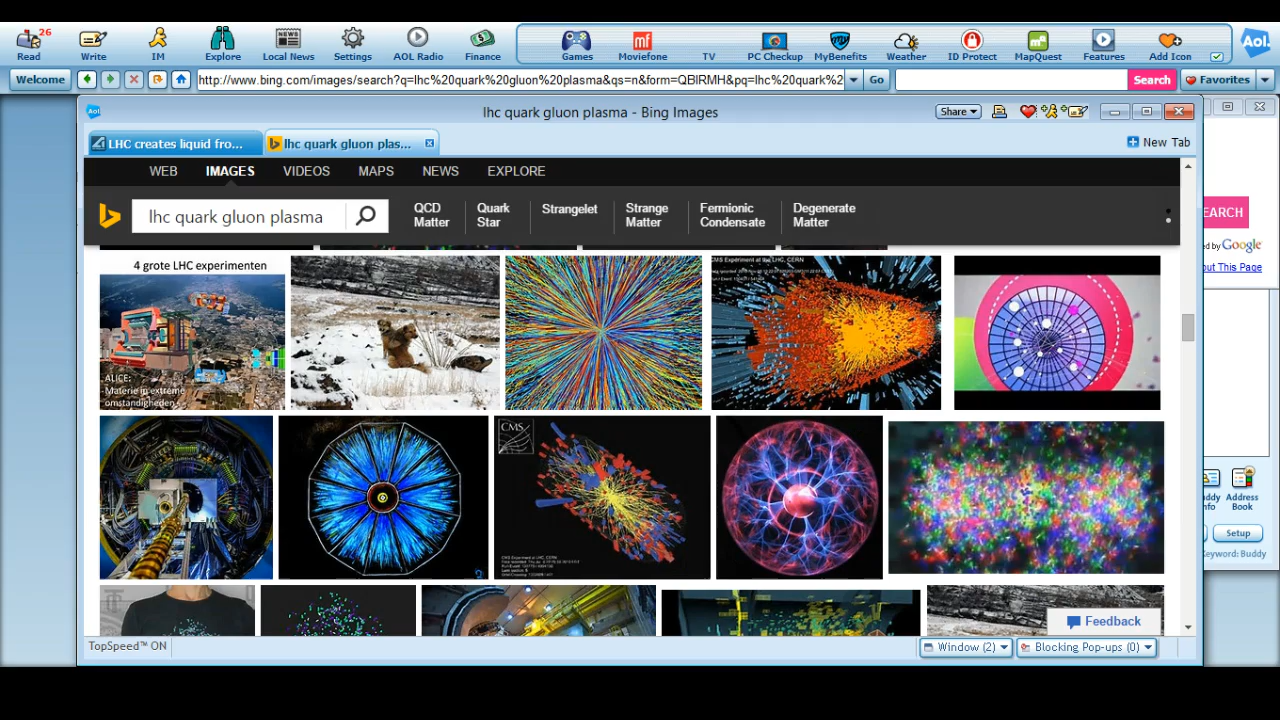 26
Read Write IM Explore Local News Settings AOL Radio Finance Games Moviefone TV PC Checkup MyBenefits Weather ID Protect MapQuest Features Add Icon Aol.
Welcome http://www.bing.com/images/search?q=lhc%20quark%20gluon%20plasma&qs=n&form=QBIRMH&pq=lhc%20quark%2 Go Search Favorites
lhc quark gluon plasma - Bing Images Share
LHC creates liquid fro... lhc quark gluon plas... New Tab
WEB IMAGES VIDEOS MAPS NEWS EXPLORE
lhc quark gluon plasma
QCD Matter
Quark Star
Strangelet
Strange Matter
Fermionic Condensate
Degenerate Matter
EARCH
ed by Google
out This Page
4 grote LHC experimenten
CMS Experiment at the LHC, CERN
ALICE:
Materie in extreme
omstandigheden
CMS
uddy Info
Address Book
Setup
Keyword: Buddy
Feedback
TopSpeed™ ON Window (2) Blocking Pop-ups (0)